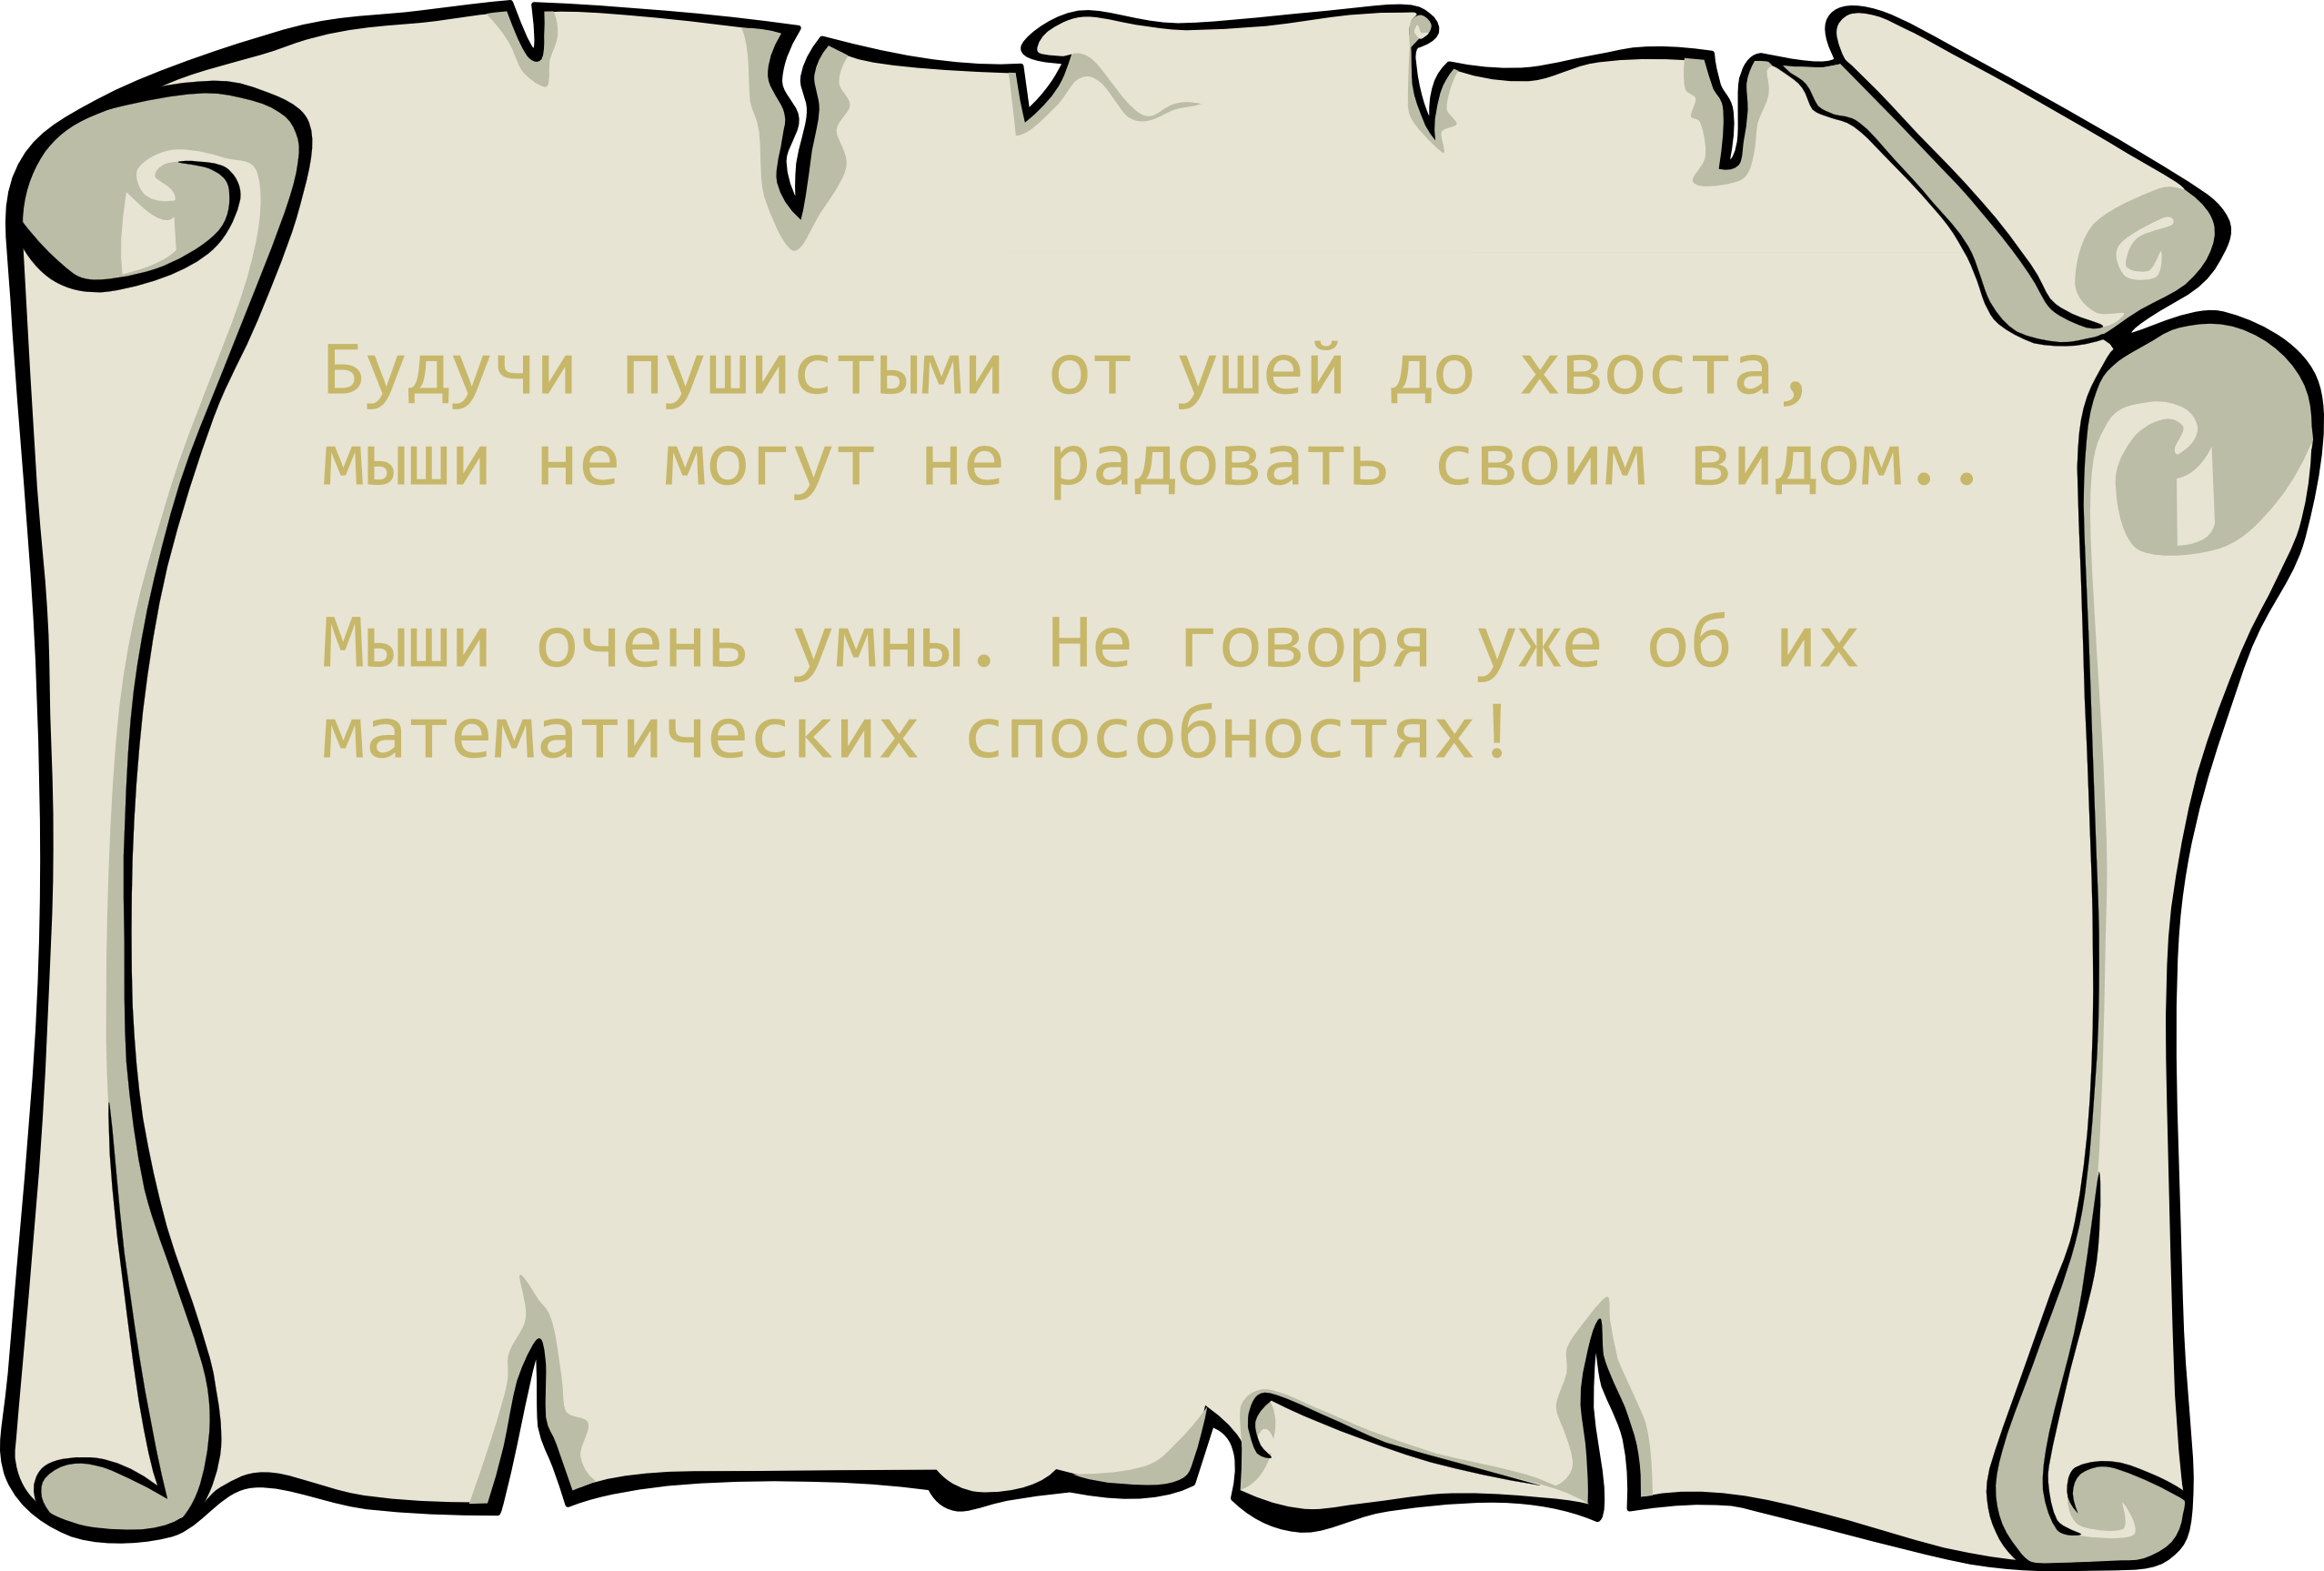 Будучи пушистыми от ушей до хвоста,
мыши не могут не радовать своим видом..
Мыши очень умны. Не говоря уже об их
математических способностях!